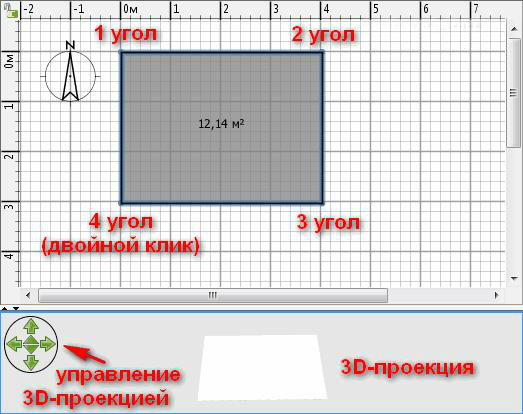 -2 -1 0м 1 2 3 4 5 6 7
1 угол
2 угол
N
0м
1
2
3
4
12,14 м²
4 угол
(двойной клик)
3 угол
управление
3D-проекцией
3D-проекция